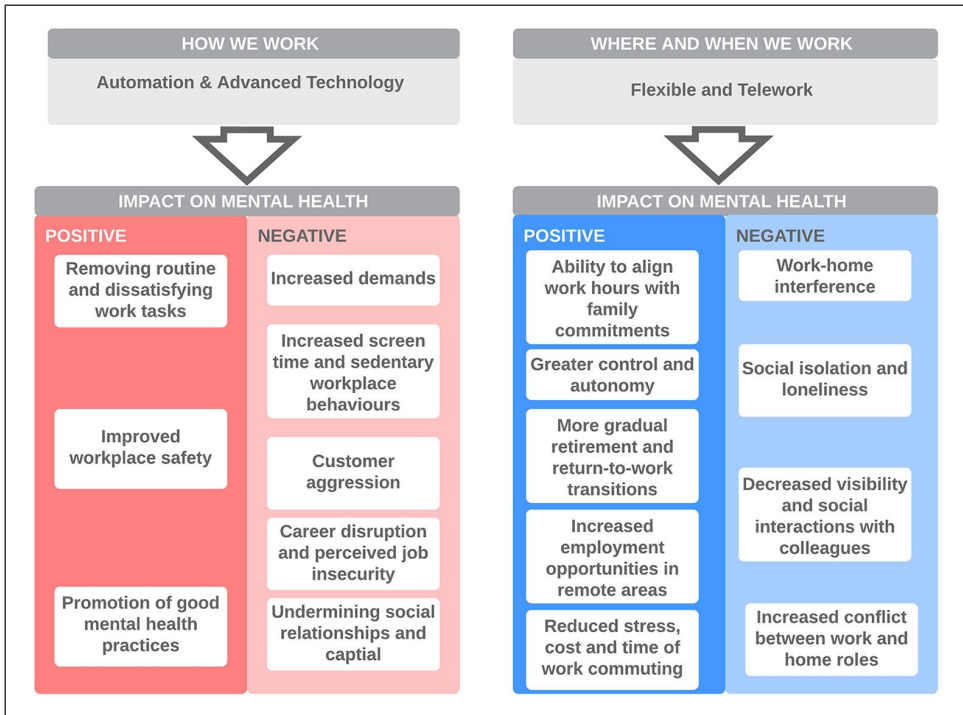 HOW WE WORK
Automation & Advanced Technology
IMPACT ON MENTAL HEALTH
POSITIVE
Removing routine
and dissatisfying
work tasks
Improved
workplace safety
Promotion of good
mental health
practices
NEGATIVE
Increased demands
Increased screen
time and sedentary
workplace
behaviours
Customer
aggression
Career disruption
and perceived job
insecurity
Undermining social
relationships and
captial
WHERE AND WHEN WE WORK
Flexible and Telework
IMPACT ON MENTAL HEALTH
POSITIVE
Ability to align
work hours with
family
commitments
Greater control and
autonomy
More gradual
retirement and
return-to-work
transitions
Increased
employment
opportunities in
remote areas
Reduced stress,
cost and time of
work commuting
NEGATIVE
Work-home
interference
Social isolation and
loneliness
Decreased visibility
and social
interactions with
colleagues
Increased conflict
between work and
home roles